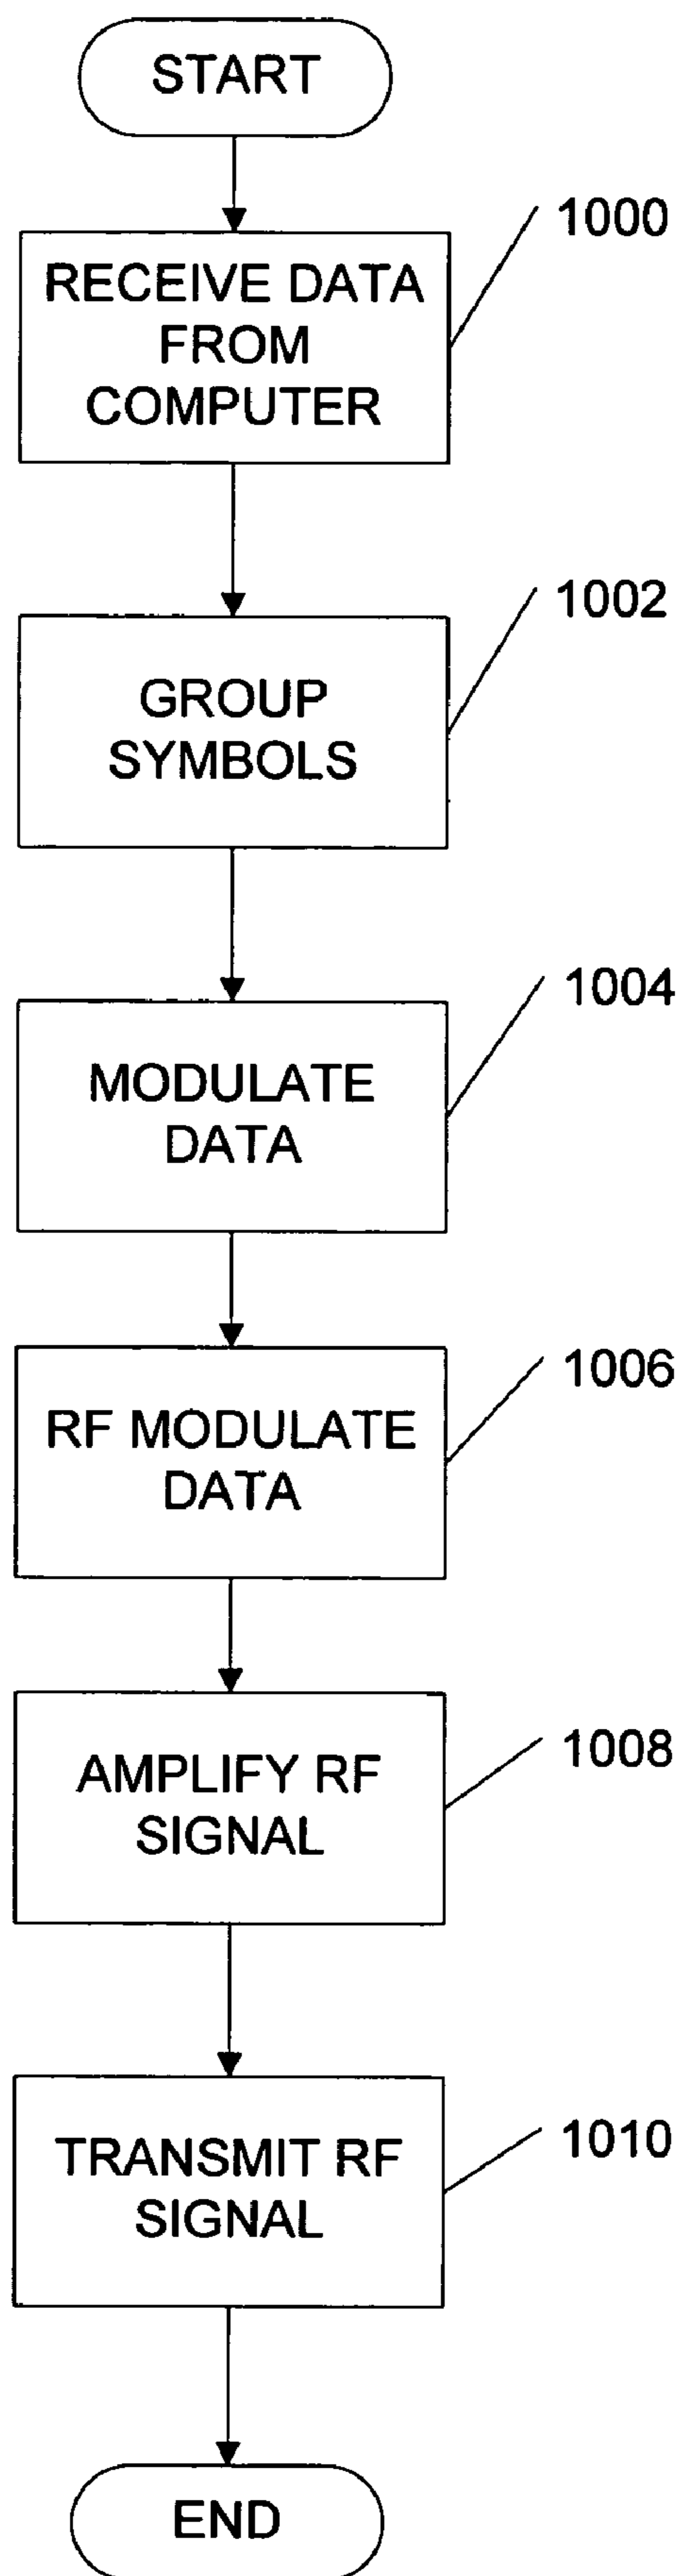 START
1000
RECEIVE DATA
FROM
COMPUTER
1002
GROUP
SYMBOLS
1004
MODULATE
DATA
1006
RF MODULATE
DATA
1008
AMPLIFY RF
SIGNAL
1010
TRANSMIT RF
SIGNAL
END